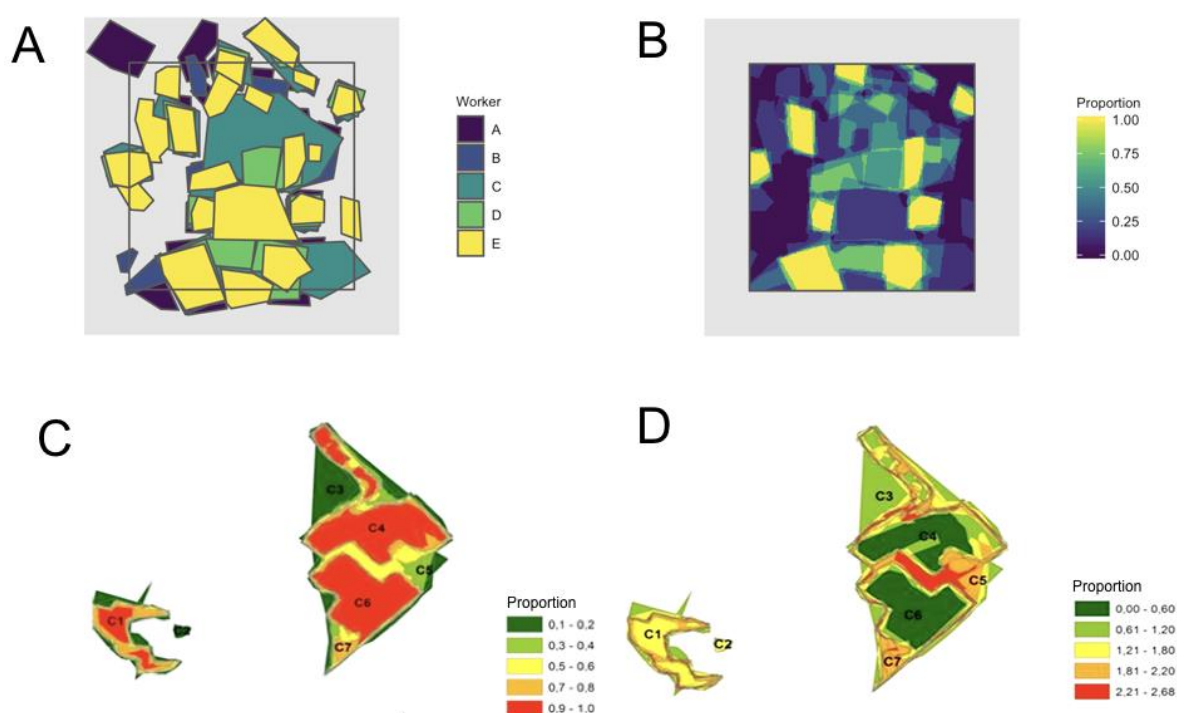 A
Worker
A
B
C
D
E
B
Proportion
1.00
0.75
0.50
0.25
0.00
C
C3
C4
C5
C6
C7
C1
C2
Proportion
0,1 - 0,2
0,3 - 0,4
0,5 - 0,6
0,7 - 0,8
0,9 - 1.0
D
C3
C4
C5
C6
C7
C1
C2
Proportion
0,00 - 0,60
0,61 - 1,20
1,21 - 1,80
1,81 - 2,20
2,21 - 2,68